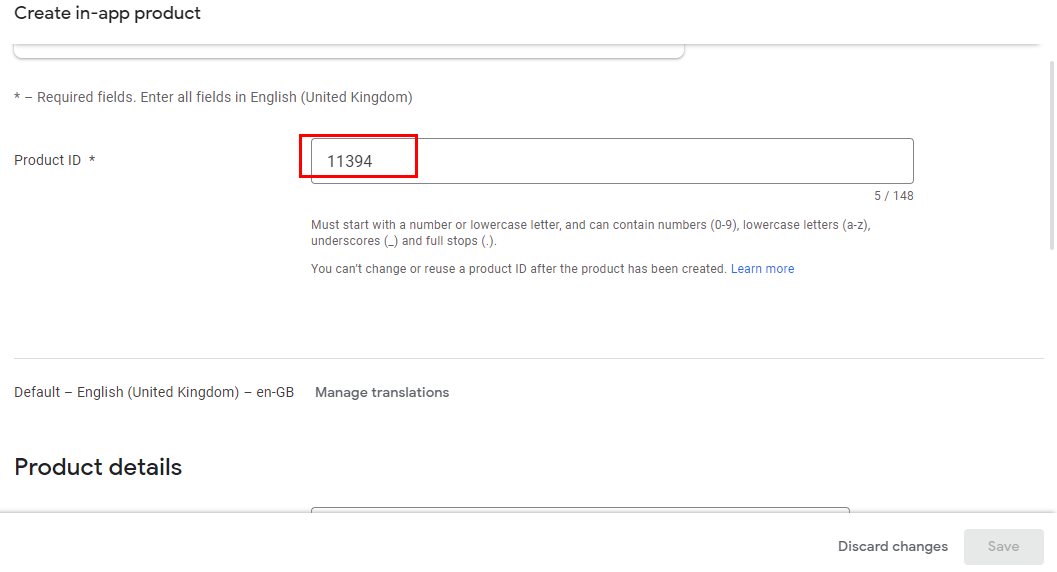 Create in-app product
* – Required fields. Enter all fields in English (United Kingdom)
Product ID *
11394
5 / 148
Must start with a number or lowercase letter, and can contain numbers (0-9), lowercase letters (a-z),
underscores (_) and full stops (.).
You can't change or reuse a product ID after the product has been created. Learn more
Default – English (United Kingdom) – en-GB Manage translations
Product details
Discard changes Save